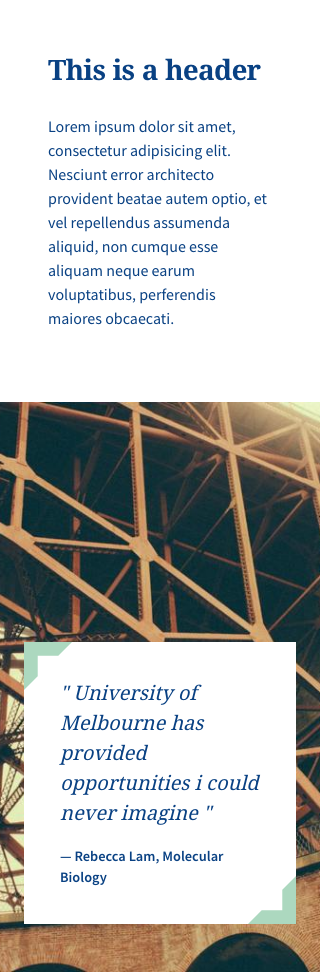 This is a header
Lorem ipsum dolor sit amet,
consectetur adipisicing elit.
Nesciunt error architecto
provident beatae autem optio, et
vel repellendus assumenda
aliquid, non cumque esse
aliquam neque earum
voluptatibus, perferendis
maiores obcaecati.
" University of
Melbourne has
provided
opportunities i could
never imagine "
— Rebecca Lam, Molecular
Biology